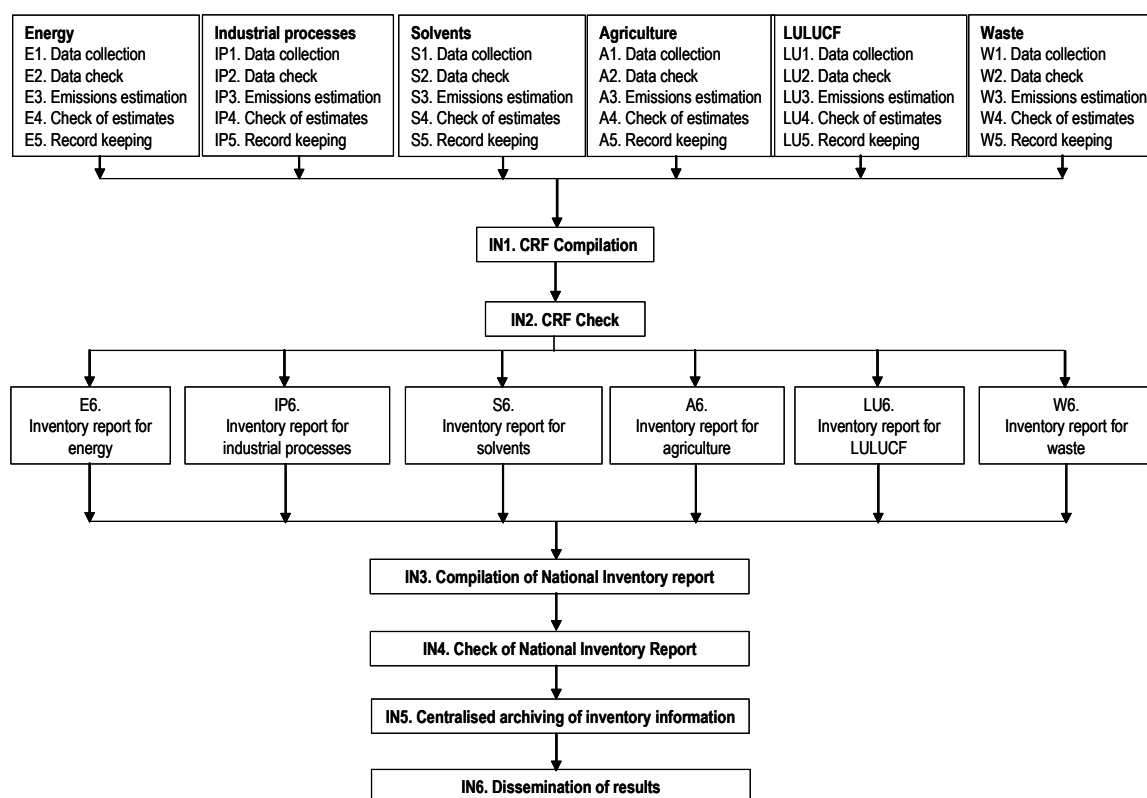 Energy
E1. Data collection
E2. Data check
E3. Emissions estimation
E4. Check of estimates
E5. Record keeping
Industrial processes
IP1. Data collection
IP2. Data check
IP3. Emissions estimation
IP4. Check of estimates
IP5. Record keeping
Solvents
S1. Data collection
S2. Data check
S3. Emissions estimation
S4. Check of estimates
S5. Record keeping
Agriculture
A1. Data collection
A2. Data check
A3. Emissions estimation
A4. Check of estimates
A5. Record keeping
LULUCF
LU1. Data collection
LU2. Data check
LU3. Emissions estimation
LU4. Check of estimates
LU5. Record keeping
Waste
W1. Data collection
W2. Data check
W3. Emissions estimation
W4. Check of estimates
W5. Record keeping
IN1. CRF Compilation
IN2. CRF Check
E6.
Inventory report for
energy
IP6.
Inventory report for
industrial processes
S6.
Inventory report for
solvents
A6.
Inventory report for
agriculture
LU6.
Inventory report for
LULUCF
W6.
Inventory report for
waste
IN3. Compilation of National Inventory report
IN4. Check of National Inventory Report
IN5. Centralised archiving of inventory information
IN6. Dissemination of results